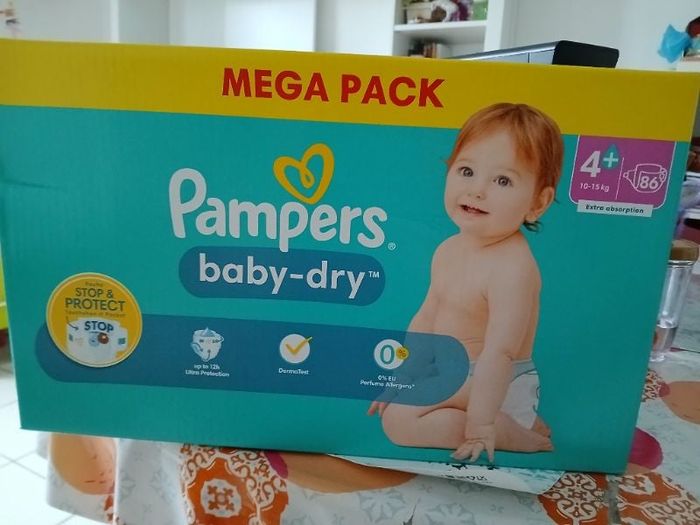 MEGA PACK
4+
10-15 kg
86
Extra absorption
Pampers®
baby-dry™
STOP &
PROTECT
STOP
up to 12h
Ultra Protection
DermaTest
0%
0% EU
Perfume Allergens*